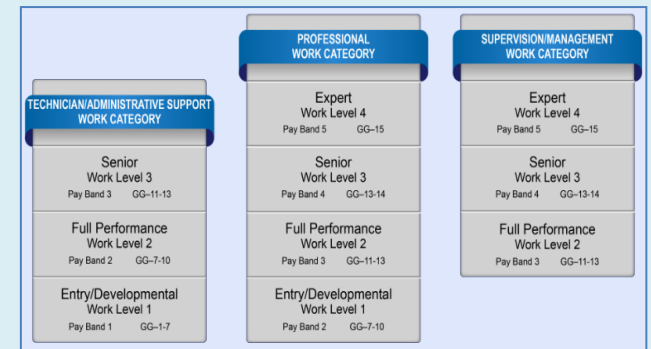 TECHNICIAN/ADMINISTRATIVE SUPPORT
WORK CATEGORY
Senior
Work Level 3
Pay Band 3 GG–11-13
Full Performance
Work Level 2
Pay Band 2 GG–7-10
Entry/Developmental
Work Level 1
Pay Band 1 GG–1-7
PROFESSIONAL
WORK CATEGORY
Expert
Work Level 4
Pay Band 5 GG–15
Senior
Work Level 3
Pay Band 4 GG–13-14
Full Performance
Work Level 2
Pay Band 3 GG–11-13
Entry/Developmental
Work Level 1
Pay Band 2 GG–7-10
SUPERVISION/MANAGEMENT
WORK CATEGORY
Expert
Work Level 4
Pay Band 5 GG–15
Senior
Work Level 3
Pay Band 4 GG–13-14
Full Performance
Work Level 2
Pay Band 3 GG–11-13